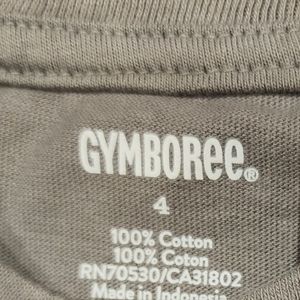 GYMBOREe®
4
100% Cotton
100% Coton
RN70530/CA31802
Made in Indonesia